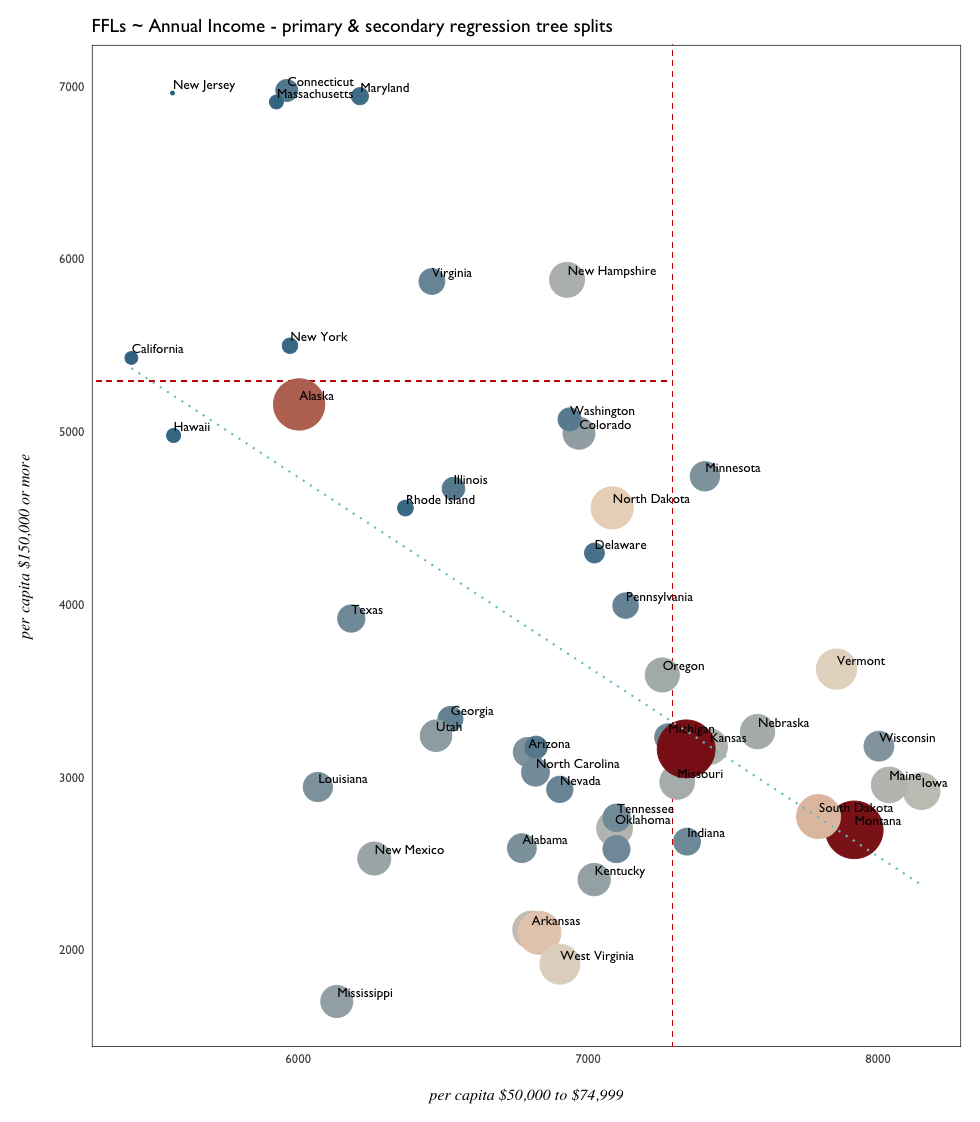 FFLs ~ Annual Income - primary & secondary regression tree splits
7000
New Jersey
Connecticut
Massachusetts
Maryland
6000
Virginia
New Hampshire
New York
California
Alaska
5000
Hawaii
Washington
Colorado
Illinois
Minnesota
Rhode Island
North Dakota
Delaware
per capita $150,000 or more
4000
Pennsylvania
Texas
Oregon
Vermont
Georgia
Utah
Michigan
Nebraska
Arizona
Kansas
Wisconsin
3000
North Carolina
Louisiana
Nevada
Missouri
Maine
Iowa
Tennessee
Oklahoma
South Dakota
Montana
Alabama
Indiana
New Mexico
Kentucky
2000
Arkansas
West Virginia
Mississippi
6000
7000
8000
per capita $50,000 to $74,999